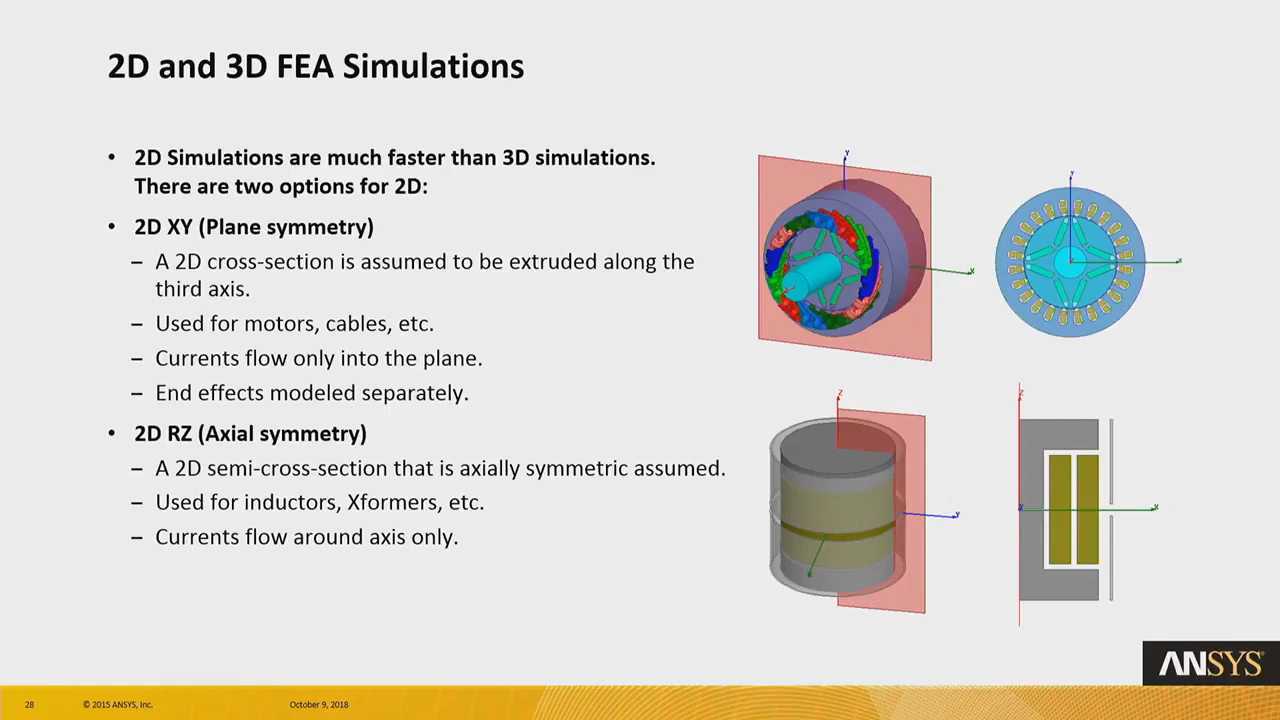 2D and 3D FEA Simulations
• 2D Simulations are much faster than 3D simulations.
There are two options for 2D:
• 2D XY (Plane symmetry)
– A 2D cross-section is assumed to be extruded along the
third axis.
– Used for motors, cables, etc.
– Currents flow only into the plane.
– End effects modeled separately.
• 2D RZ (Axial symmetry)
– A 2D semi-cross-section that is axially symmetric assumed.
– Used for inductors, Xformers, etc.
– Currents flow around axis only.
Y
X
Y
X
Z
Y
Z
Y
X
ANSYS
28
© 2015 ANSYS, Inc.
October 9, 2018